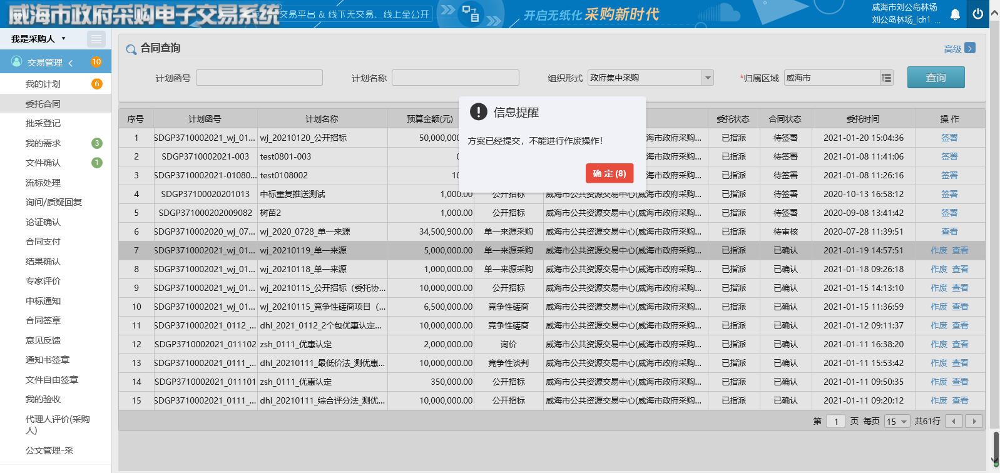 威海市政府采购电子交易系统
交易平台 & 线下无交易、线上全公开
开启无纸化 采购新时代
威海市刘公岛林场
刘公岛林场_lch1 ...
我是采购人
交易管理 10
我的计划 6
委托合同
批采登记
我的需求 3
文件确认 1
流标处理
询问/质疑回复
论证确认
合同支付
结果确认
专家评价
中标通知
合同签章
意见反馈
通知书签章
文件自由签章
我的验收
代理人评价(采购
人)
公文管理-采
合同查询
高级
计划函号 计划名称 组织形式 政府集中采购 *归属区域 威海市 查询
序号 计划函号 计划名称 预算金额(元) 委托状态 合同状态 委托时间 操 作
1 SDGP3710002021_wj_01... wj_20210120_公开招标 50,000,00 威海市政府采购... 已指派 待签署 2021-01-20 15:04:36 签署
2 SDGP3710002021-003 test0801-003 威海市政府采购... 已指派 待签署 2021-01-08 11:41:06 签署
3 SDGP3710002021-01080... test0108002 10 威海市政府采购... 已指派 待签署 2021-01-08 11:26:16 签署
4 SDGP37100020201013 中标重复推送测试 1,000.00 公开招标 威海市公共资源交易中心(威海市政府采购... 已指派 待签署 2020-10-13 16:58:12 签署
5 SDGP371000202009082 树苗2 1,000.00 公开招标 威海市公共资源交易中心(威海市政府采购... 已指派 待签署 2020-09-08 13:41:42 签署
6 SDGP3710002020_wj_07... wj_2020_0728_单一来源 34,500,900.00 单一来源采购 威海市公共资源交易中心(威海市政府采购... 已指派 待审核 2020-07-28 11:39:51 查看
7 SDGP3710002021_wj_01... wj_20210119_单一来源 5,000,000.00 单一来源采购 威海市公共资源交易中心(威海市政府采购... 已指派 已确认 2021-01-19 14:57:51 作废 查看
8 SDGP3710002021_wj_01... wj_20210118_单一来源 1,000,000.00 单一来源采购 威海市公共资源交易中心(威海市政府采购... 已指派 已确认 2021-01-18 09:26:18 作废 查看
9 SDGP3710002021_wj_01... wj_20210115_公开招标（委托协... 10,000,000.00 公开招标 威海市公共资源交易中心(威海市政府采购... 已指派 已确认 2021-01-15 14:13:10 作废 查看
10 SDGP3710002021_wj_01... wj_20210115_竞争性磋商项目（... 6,500,000.00 竞争性磋商 威海市公共资源交易中心(威海市政府采购... 已指派 已确认 2021-01-15 11:36:59 作废 查看
11 SDGP3710002021_0112_... dhl_2021_0112_2个包优惠认定... 10,000,000.00 竞争性磋商 威海市公共资源交易中心(威海市政府采购... 已指派 已确认 2021-01-12 09:11:37 作废 查看
12 SDGP3710002021_011102 zsh_0111_优惠认定 2,000,000.00 询价 威海市公共资源交易中心(威海市政府采购... 已指派 已确认 2021-01-11 16:38:20 作废 查看
13 SDGP3710002021_0111_... dhl_20210111_最低价法_测优惠... 10,000,000.00 竞争性谈判 威海市公共资源交易中心(威海市政府采购... 已指派 已确认 2021-01-11 15:53:42 作废 查看
14 SDGP3710002021_011101 zsh_0111_优惠认定 350,000.00 公开招标 威海市公共资源交易中心(威海市政府采购... 已指派 已确认 2021-01-11 09:50:35 作废 查看
15 SDGP3710002021_0111_... dhl_20210111_综合评分法_测优... 10,000,000.00 公开招标 威海市公共资源交易中心(威海市政府采购... 已指派 已确认 2021-01-11 09:20:12 作废 查看
第 1 页 每页 15 共61行
信息提醒
方案已经提交，不能进行作废操作！
确 定 (8)